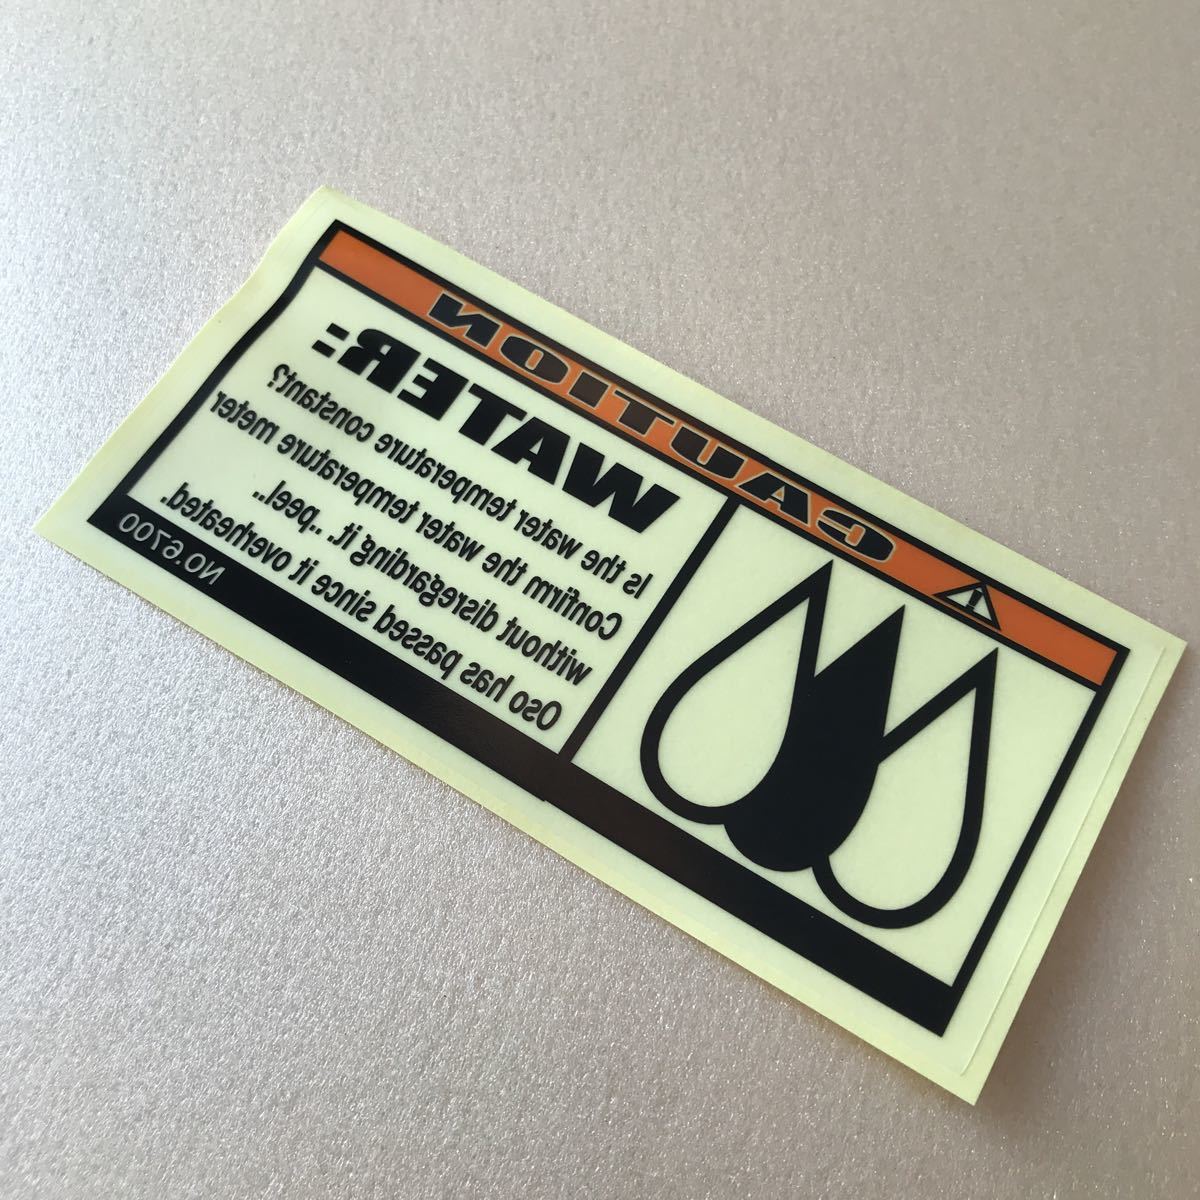 CAUTION
WATER:
Is the water temperature constant?
Confirm the water temperature meter
without disregarding it. ..peel..
Oso has passed since it overheated.
NO.6700